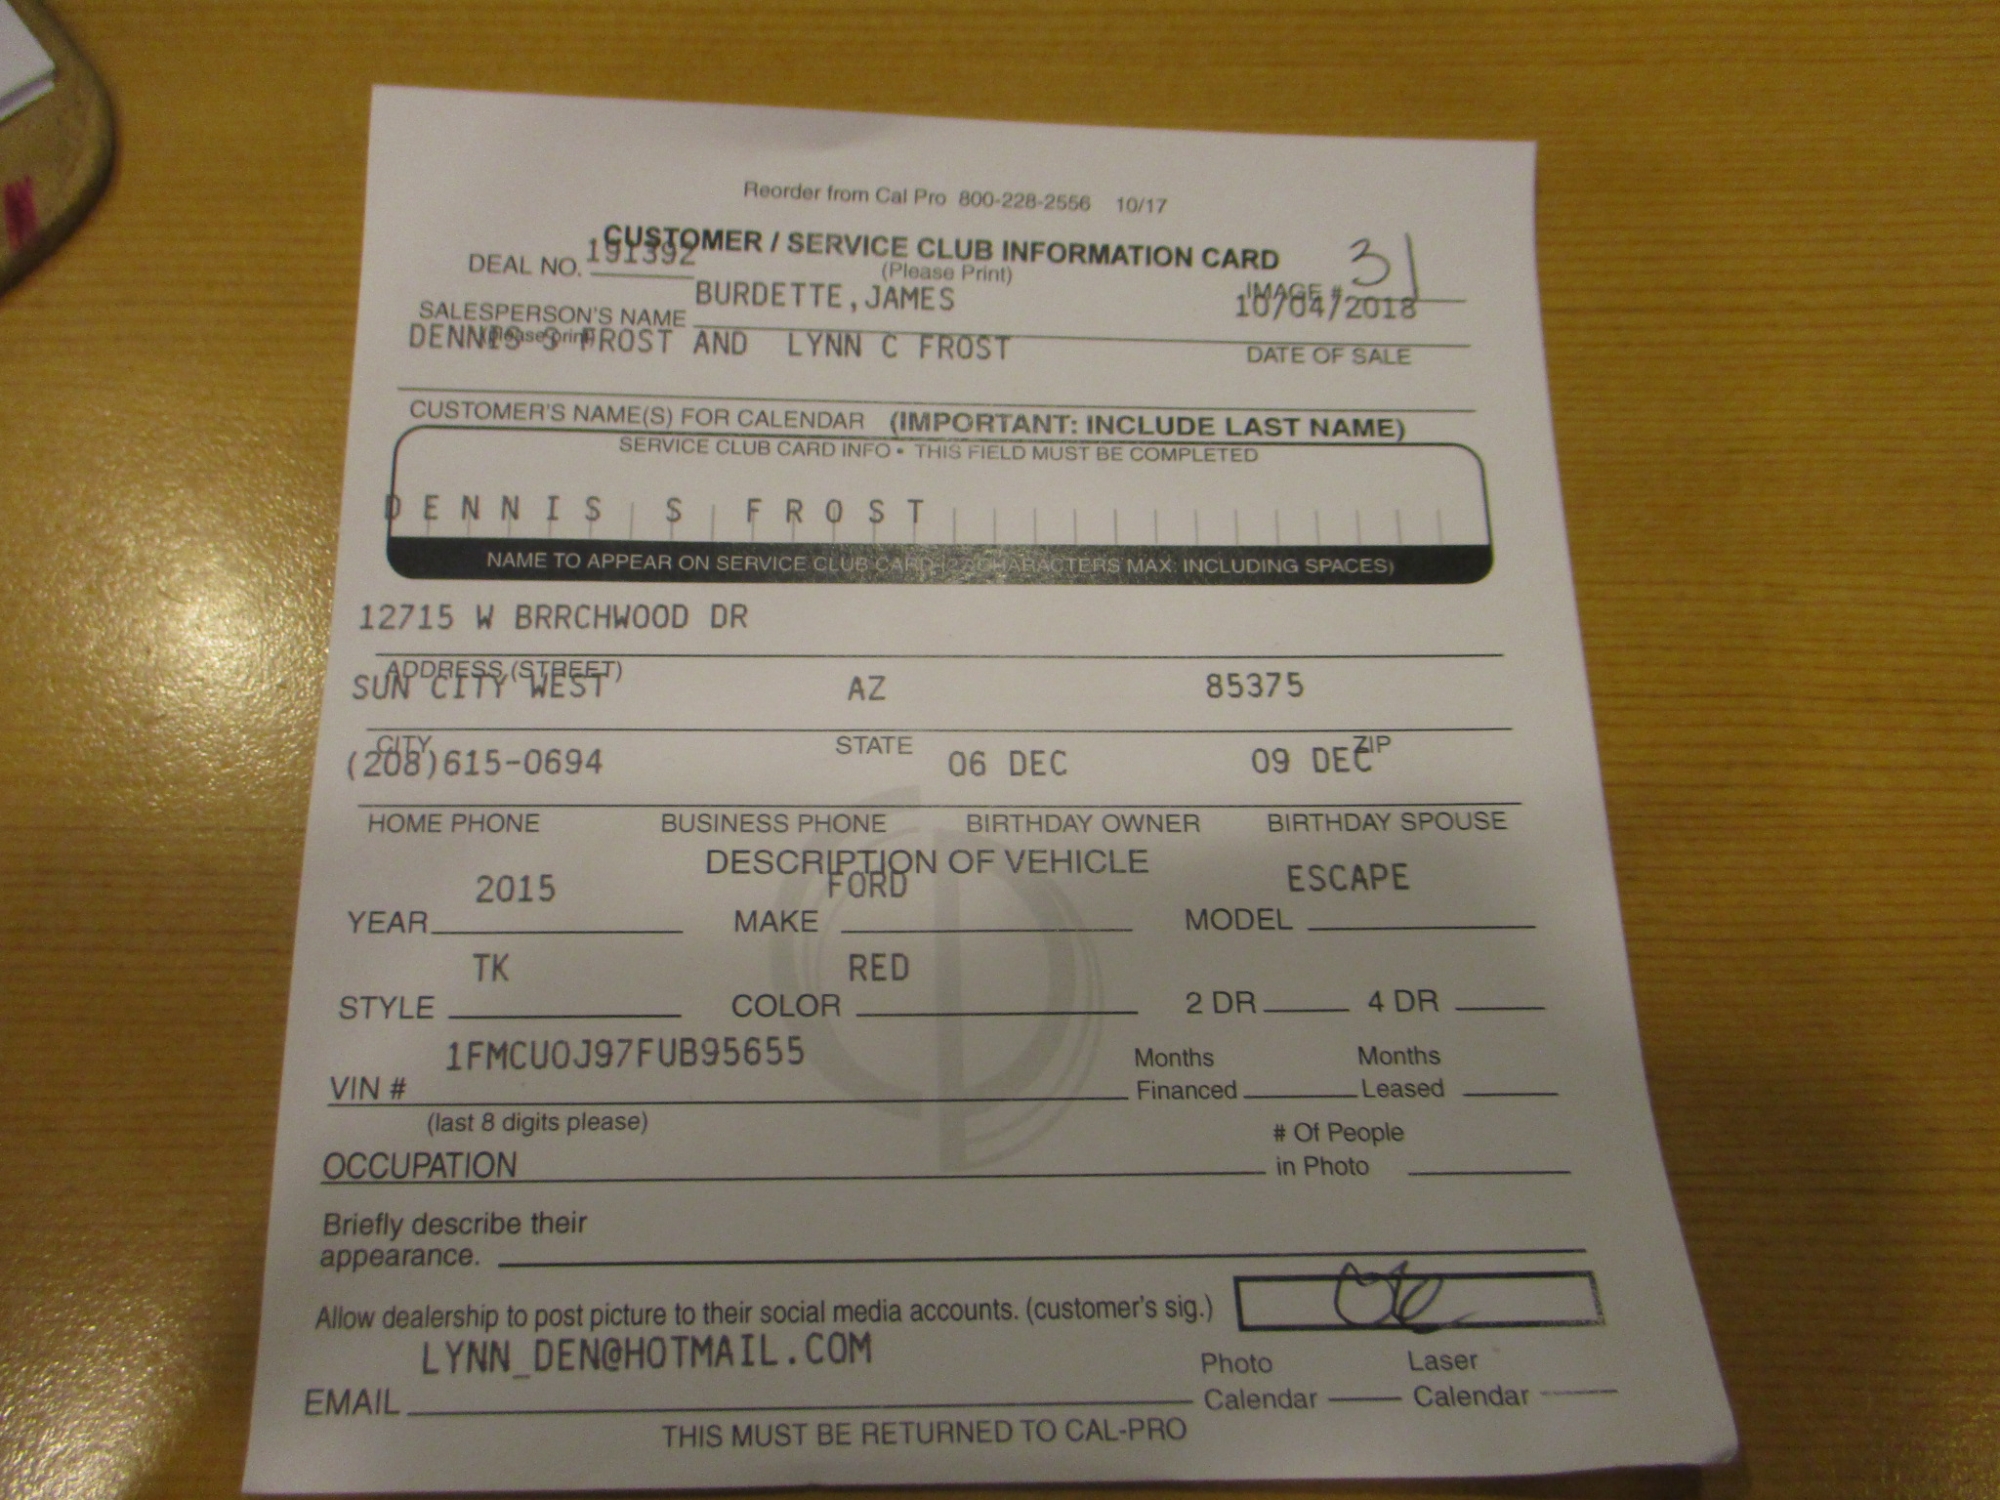 Reorder from Cal Pro 800-228-2556 10/17
CUSTOMER / SERVICE CLUB INFORMATION CARD
(Please Print)
DEAL NO. 191392
IMAGE # 31
SALESPERSON'S NAME BURDETTE,JAMES
(Please print)
10/04/2018
DATE OF SALE
DENNIS S FROST AND LYNN C FROST
CUSTOMER'S NAME(S) FOR CALENDAR (IMPORTANT: INCLUDE LAST NAME)
SERVICE CLUB CARD INFO • THIS FIELD MUST BE COMPLETED
DENNIS S FROST
NAME TO APPEAR ON SERVICE CLUB CARD (27 CHARACTERS MAX. INCLUDING SPACES)
12715 W BRRCHWOOD DR
ADDRESS (STREET)
SUN CITY WEST AZ 85375
CITY STATE ZIP
(208)615-0694 06 DEC 09 DEC
HOME PHONE BUSINESS PHONE BIRTHDAY OWNER BIRTHDAY SPOUSE
DESCRIPTION OF VEHICLE
2015 FORD ESCAPE
YEAR MAKE MODEL
TK RED
STYLE COLOR 2 DR 4 DR
1FMCU0J97FUB95655
VIN # Months Financed Months Leased
(last 8 digits please)
OCCUPATION # Of People in Photo
Briefly describe their
appearance.
Allow dealership to post picture to their social media accounts. (customer's sig.)
LYNN_DEN@HOTMAIL.COM
EMAIL Photo Calendar Laser Calendar
THIS MUST BE RETURNED TO CAL-PRO